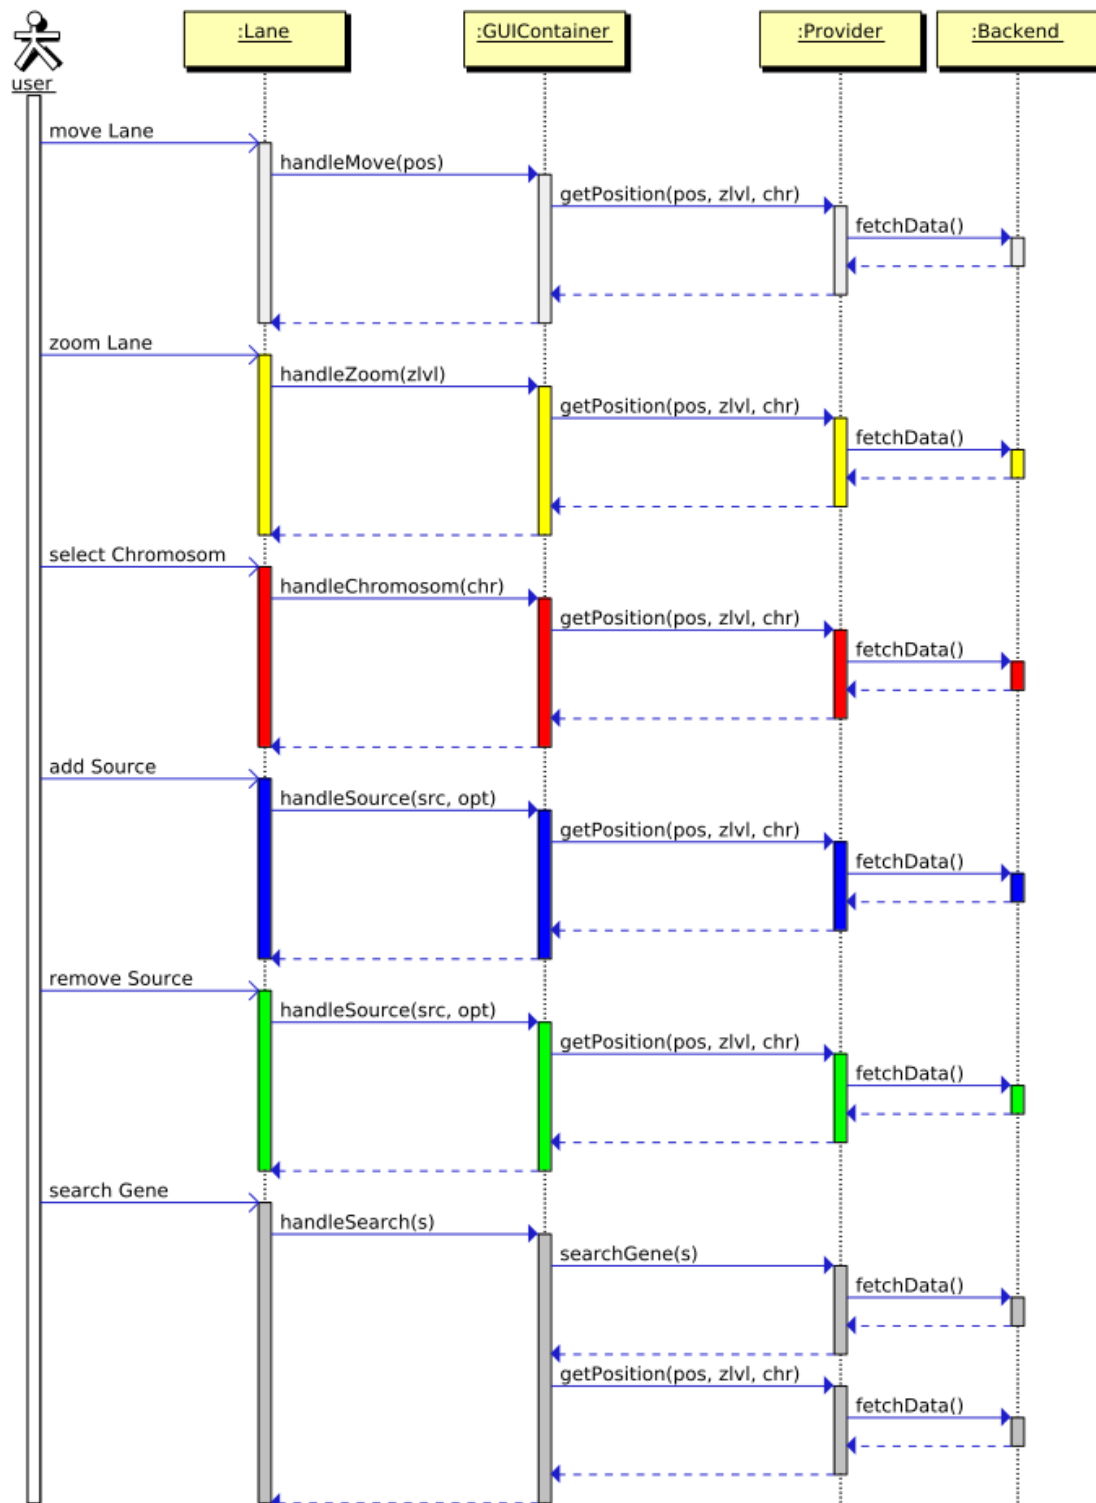 :Lane
:GUIContainer
:Provider
:Backend
user
move Lane
handleMove(pos)
getPosition(pos, zlvl, chr)
fetchData()
zoom Lane
handleZoom(zlvl)
getPosition(pos, zlvl, chr)
fetchData()
select Chromosom
handleChromosom(chr)
getPosition(pos, zlvl, chr)
fetchData()
add Source
handleSource(src, opt)
getPosition(pos, zlvl, chr)
fetchData()
remove Source
handleSource(src, opt)
getPosition(pos, zlvl, chr)
fetchData()
search Gene
handleSearch(s)
searchGene(s)
fetchData()
getPosition(pos, zlvl, chr)
fetchData()